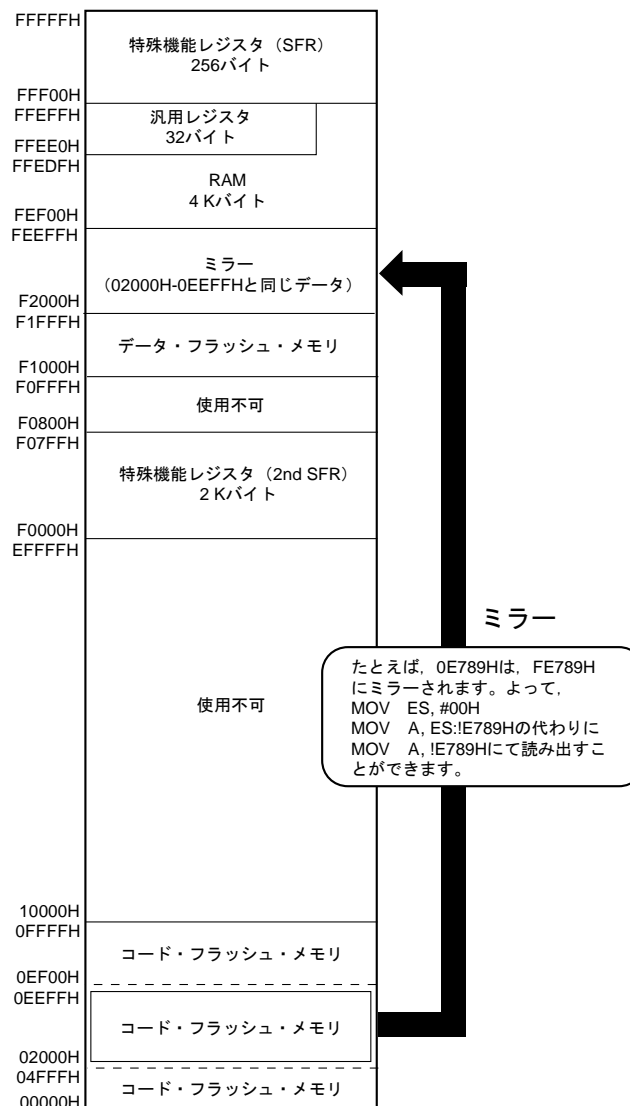 FFFFFH
特殊機能レジスタ（SFR）
256バイト
FFF00H
FFEFFH
汎用レジスタ
32バイト
FFEE0H
FFEDFH
RAM
4 Kバイト
FEF00H
FEEFFH
ミラー
（02000H-0EEFFHと同じデータ）
F2000H
F1FFFH
データ・フラッシュ・メモリ
F1000H
F0FFFH
使用不可
F0800H
F07FFH
特殊機能レジスタ（2nd SFR）
2 Kバイト
F0000H
EFFFFH
ミラー
たとえば，0E789Hは，FE789H
にミラーされます。よって，
MOV ES, #00H
MOV A, ES:!E789Hの代わりに
MOV A, !E789Hにて読み出すこ
とができます。
使用不可
10000H
0FFFFH
コード・フラッシュ・メモリ
0EF00H
0EEFFH
コード・フラッシュ・メモリ
02000H
04FFFH
コード・フラッシュ・メモリ
00000H